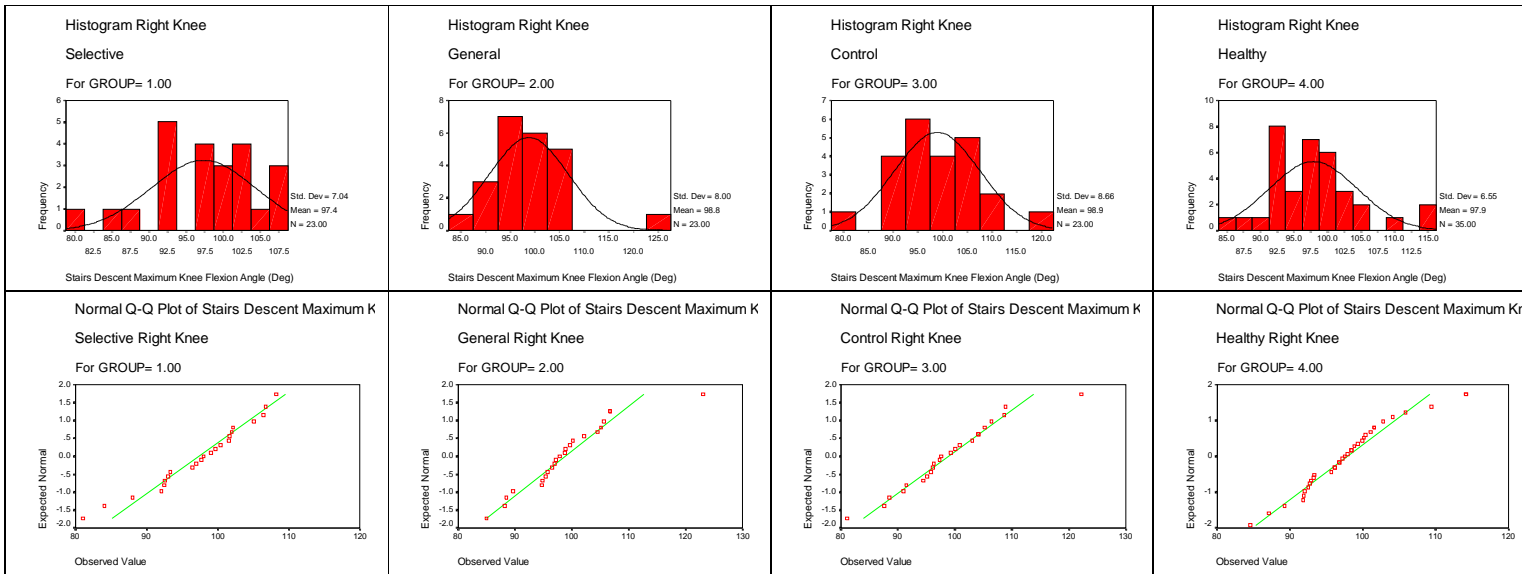 Histogram Right Knee
Selective
For GROUP= 1.00
6
5
4
3
2
1
0
Frequency
Std. Dev = 7.04
Mean = 97.4
N = 23.00
80.0 85.0 90.0 95.0 100.0 105.0
82.5 87.5 92.5 97.5 102.5 107.5
Stairs Descent Maximum Knee Flexion Angle (Deg)
Histogram Right Knee
General
For GROUP= 2.00
8
6
4
2
0
Frequency
Std. Dev = 8.00
Mean = 98.8
N = 23.00
85.0 95.0 105.0 115.0 125.0
90.0 100.0 110.0 120.0
Stairs Descent Maximum Knee Flexion Angle (Deg)
Histogram Right Knee
Control
For GROUP= 3.00
7
6
5
4
3
2
1
0
Frequency
Std. Dev = 8.66
Mean = 98.9
N = 23.00
80.0 90.0 100.0 110.0 120.0
85.0 95.0 105.0 115.0
Stairs Descent Maximum Knee Flexion Angle (Deg)
Histogram Right Knee
Healthy
For GROUP= 4.00
10
8
6
4
2
0
Frequency
Std. Dev = 6.55
Mean = 97.9
N = 35.00
85.0 90.0 95.0 100.0 105.0 110.0 115.0
87.5 92.5 97.5 102.5 107.5 112.5
Stairs Descent Maximum Knee Flexion Angle (Deg)
Normal Q-Q Plot of Stairs Descent Maximum K
Selective Right Knee
For GROUP= 1.00
2.0
1.5
1.0
.5
0.0
-.5
-1.0
-1.5
-2.0
Expected Normal
80 90 100 110 120
Observed Value
Normal Q-Q Plot of Stairs Descent Maximum K
General Right Knee
For GROUP= 2.00
2.0
1.5
1.0
.5
0.0
-.5
-1.0
-1.5
-2.0
Expected Normal
80 90 100 110 120 130
Observed Value
Normal Q-Q Plot of Stairs Descent Maximum K
Control Right Knee
For GROUP= 3.00
2.0
1.5
1.0
.5
0.0
-.5
-1.0
-1.5
-2.0
Expected Normal
80 90 100 110 120 130
Observed Value
Normal Q-Q Plot of Stairs Descent Maximum Kn
Healthy Right Knee
For GROUP= 4.00
2
1
0
-1
-2
Expected Normal
80 90 100 110 120
Observed Value